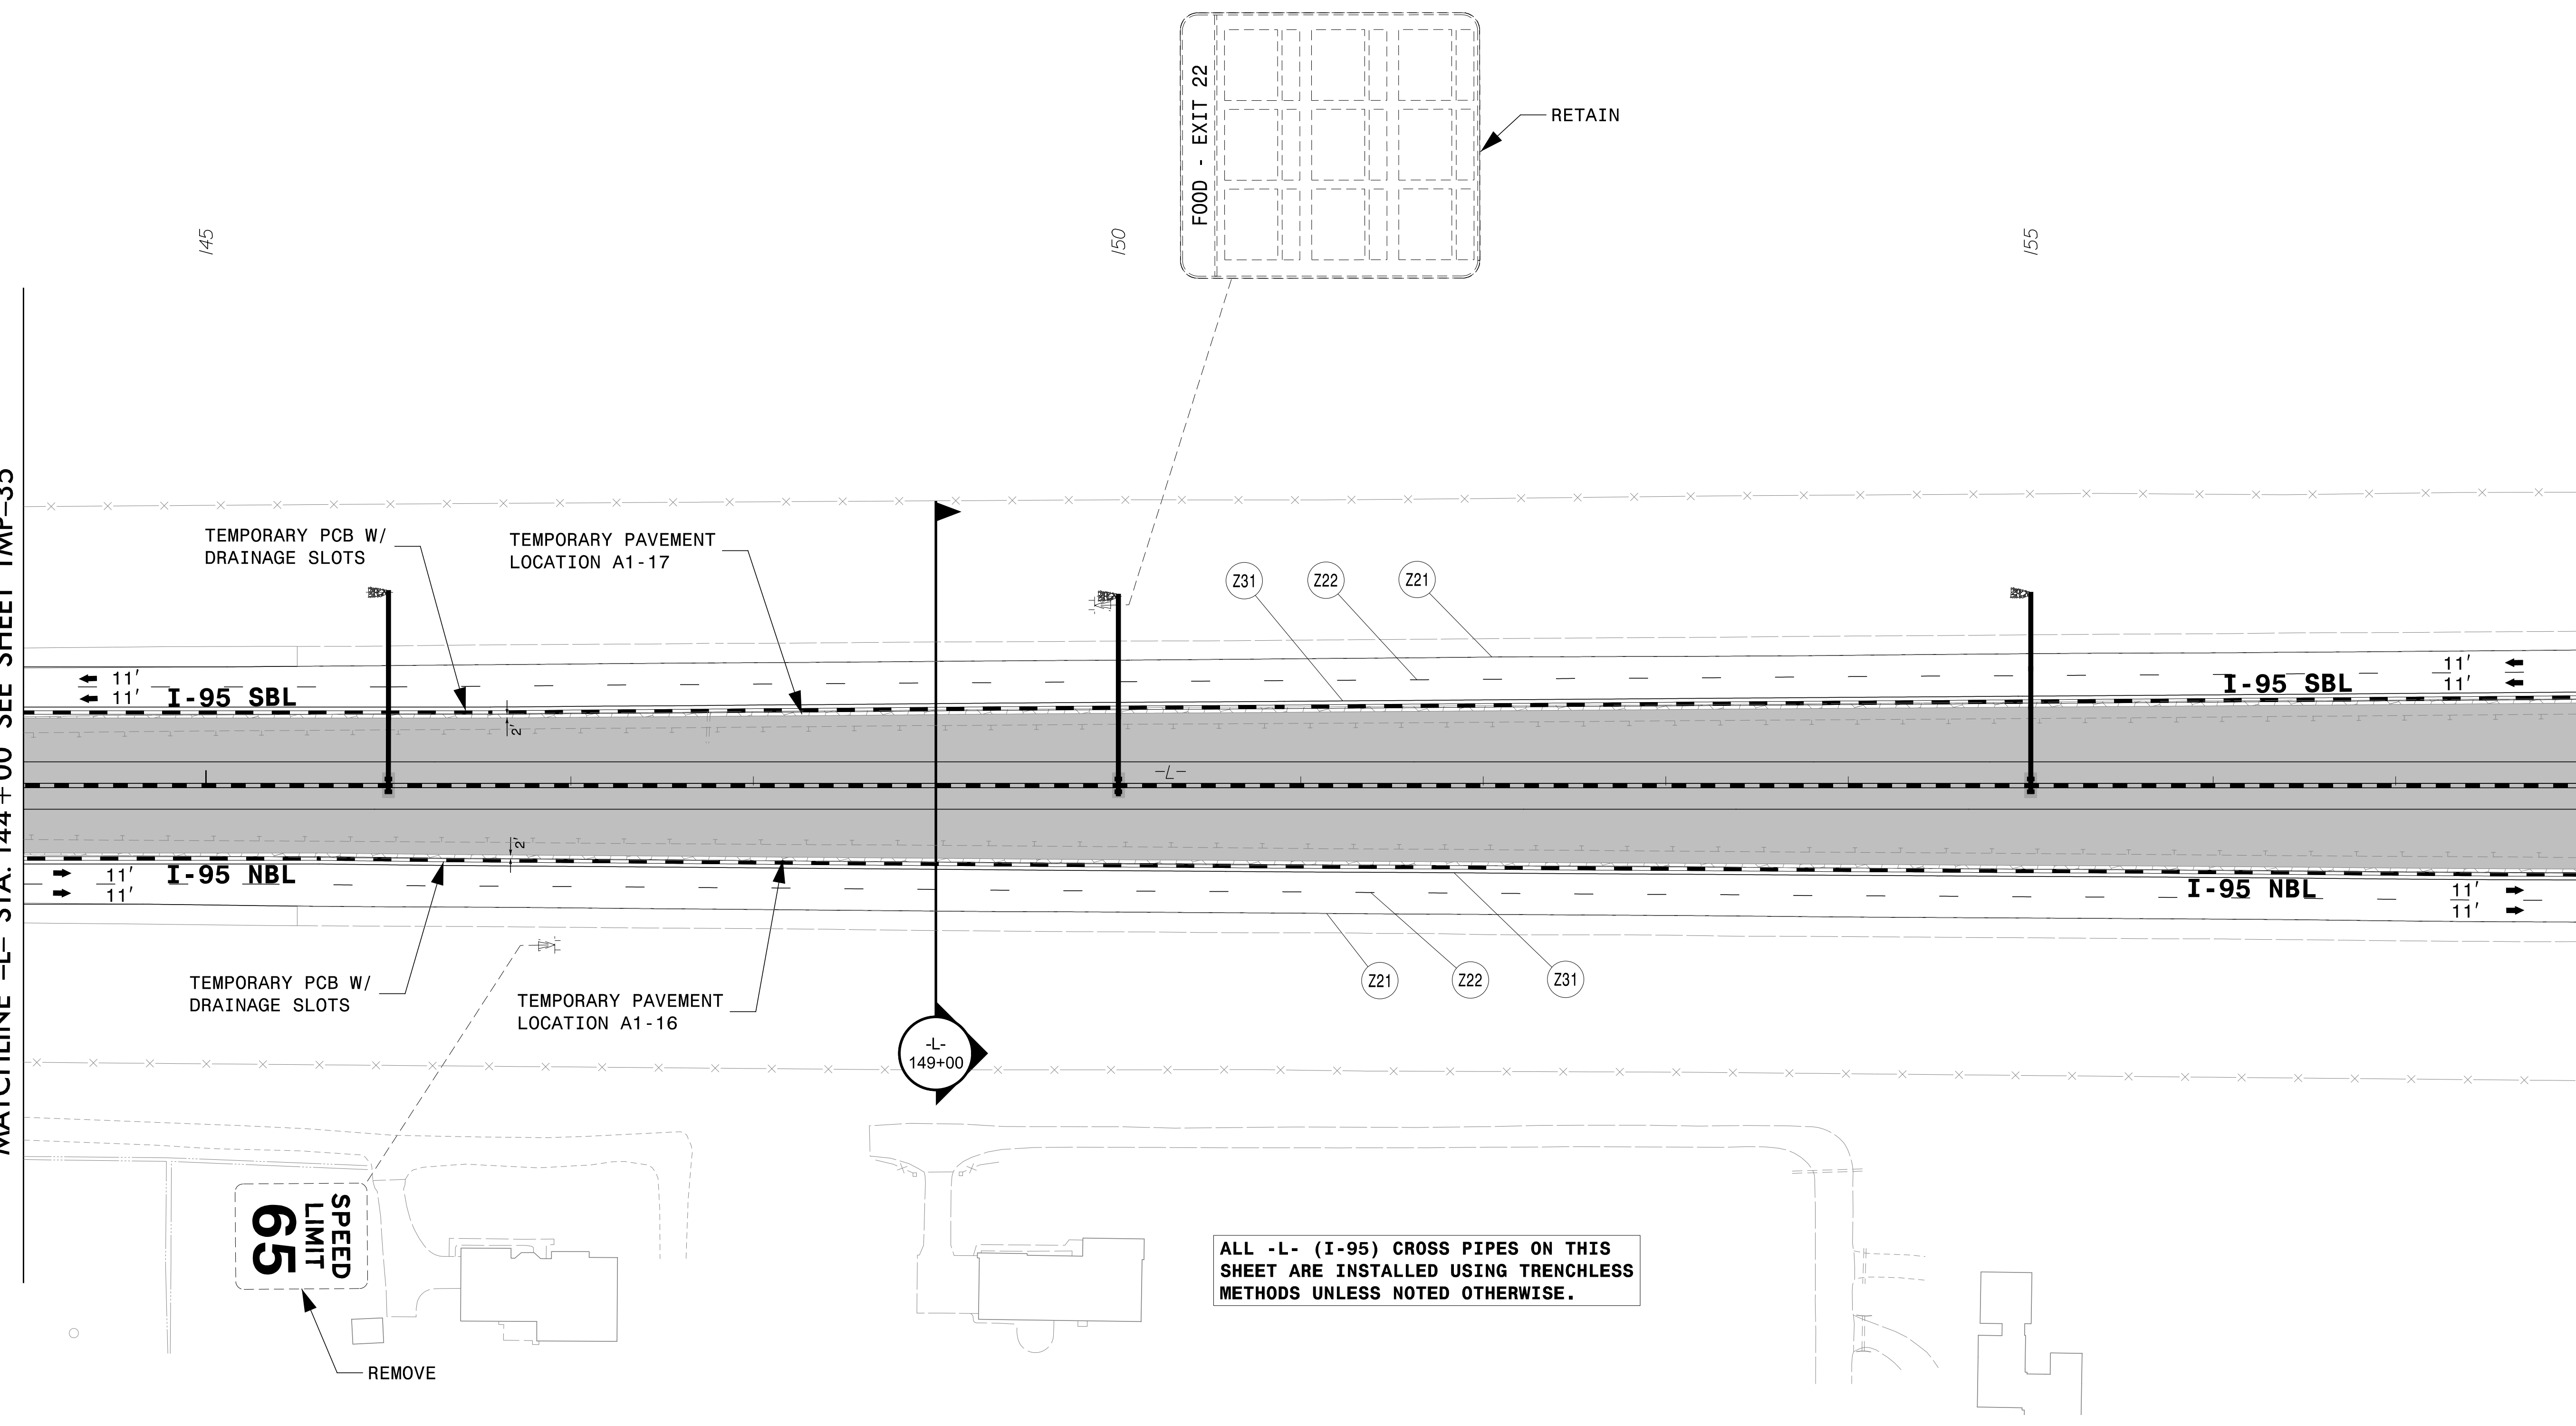 FOOD - EXIT 22
RETAIN
145
150
155
MATCHLINE -L- STA. 144+00 SEE SHEET TMP-35
TEMPORARY PCB W/
DRAINAGE SLOTS
TEMPORARY PAVEMENT
LOCATION A1-17
Z31
Z22
Z21
11'
11'
I-95 SBL
11'
11'
I-95 SBL
2'
-L-
2'
11'
11'
I-95 NBL
I-95 NBL
11'
11'
TEMPORARY PCB W/
DRAINAGE SLOTS
TEMPORARY PAVEMENT
LOCATION A1-16
Z21
Z22
Z31
-L-
149+00
SPEED
LIMIT
65
REMOVE
ALL -L- (I-95) CROSS PIPES ON THIS
SHEET ARE INSTALLED USING TRENCHLESS
METHODS UNLESS NOTED OTHERWISE.